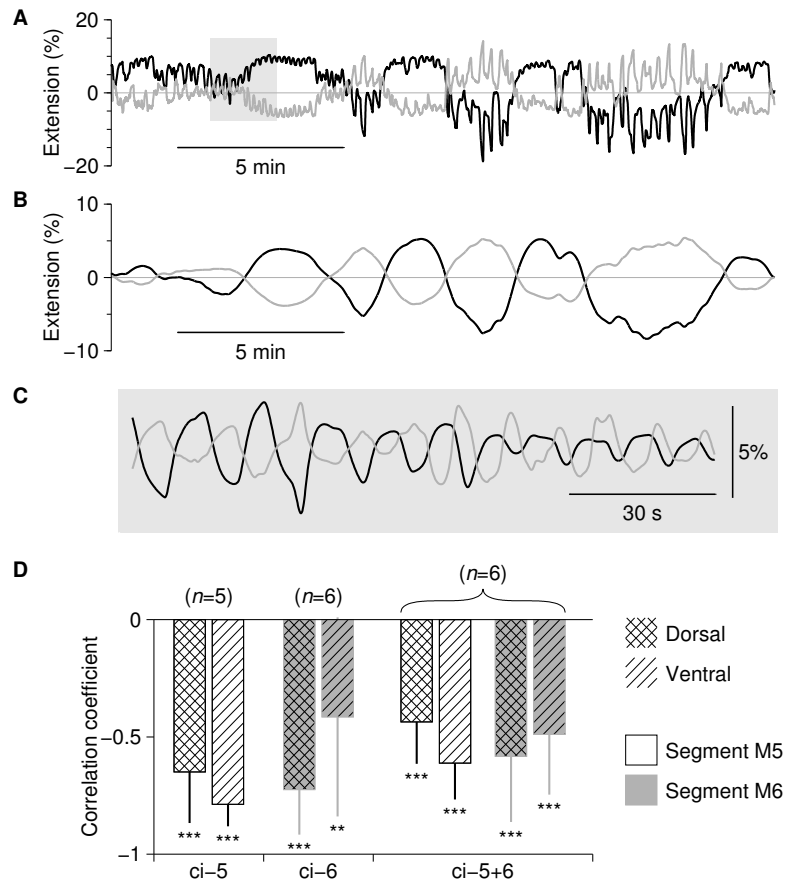 A
Extension (%)
20
10
0
−20
5 min
B
Extension (%)
10
0
−10
5 min
C
5%
30 s
D
(n=5)
(n=6)
(n=6)
Correlation coefficient
0
−0.5
−1
***
***
***
**
***
***
***
***
ci−5
ci−6
ci−5+6
Dorsal
Ventral
Segment M5
Segment M6